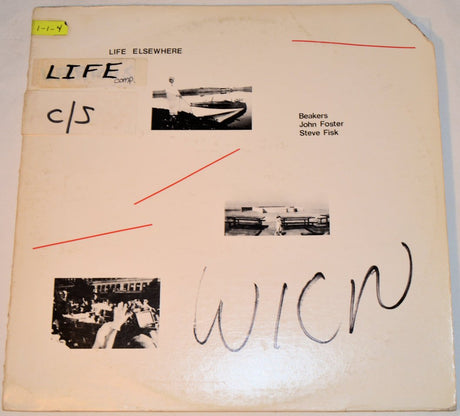 1-1-4
LIFE ELSEWHERE
LIFE
comp.
C/S
Beakers
John Foster
Steve Fisk
WICN